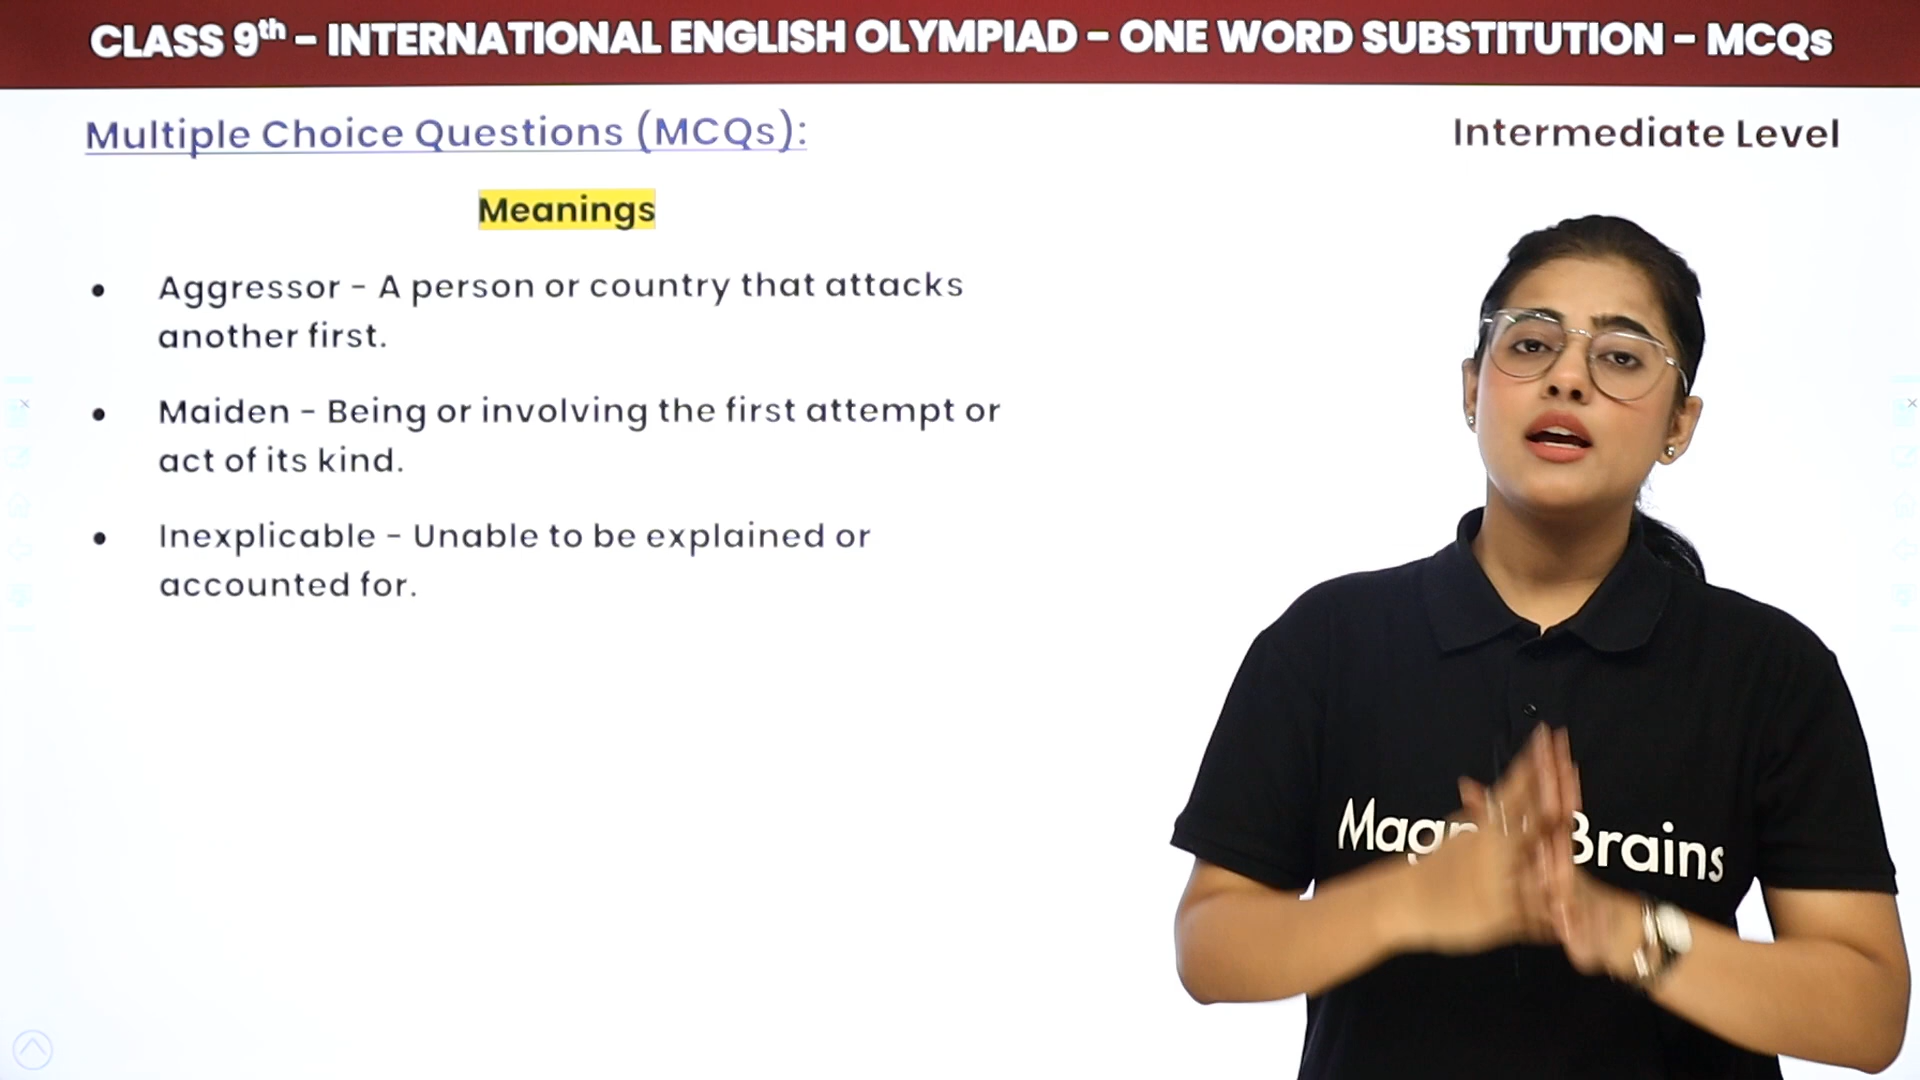 CLASS 9th – INTERNATIONAL ENGLISH OLYMPIAD – ONE WORD SUBSTITUTION – MCQs
Multiple Choice Questions (MCQs):
Intermediate Level
Meanings
• Aggressor - A person or country that attacks
another first.
• Maiden - Being or involving the first attempt or
act of its kind.
• Inexplicable - Unable to be explained or
accounted for.
Brains